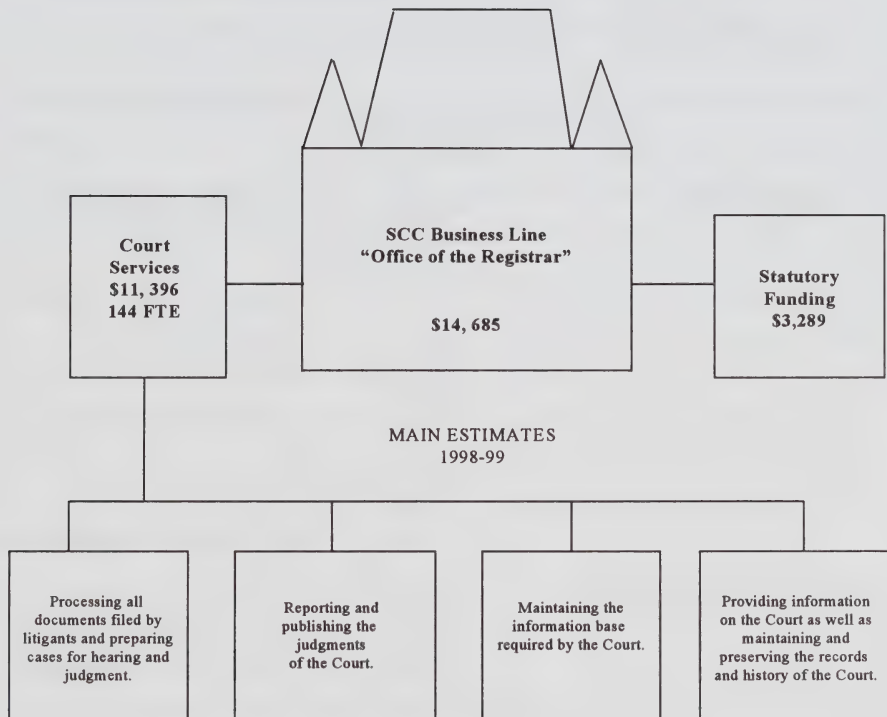 SCC Business Line
“Office of the Registrar”
$14, 685
Court
Services
$11, 396
144 FTE
Statutory
Funding
$3,289
MAIN ESTIMATES
1998-99
Processing all
documents filed by
litigants and preparing
cases for hearing and
judgment.
Reporting and
publishing the
judgments
of the Court.
Maintaining the
information base
required by the Court.
Providing information
on the Court as well as
maintaining and
preserving the records
and history of the Court.